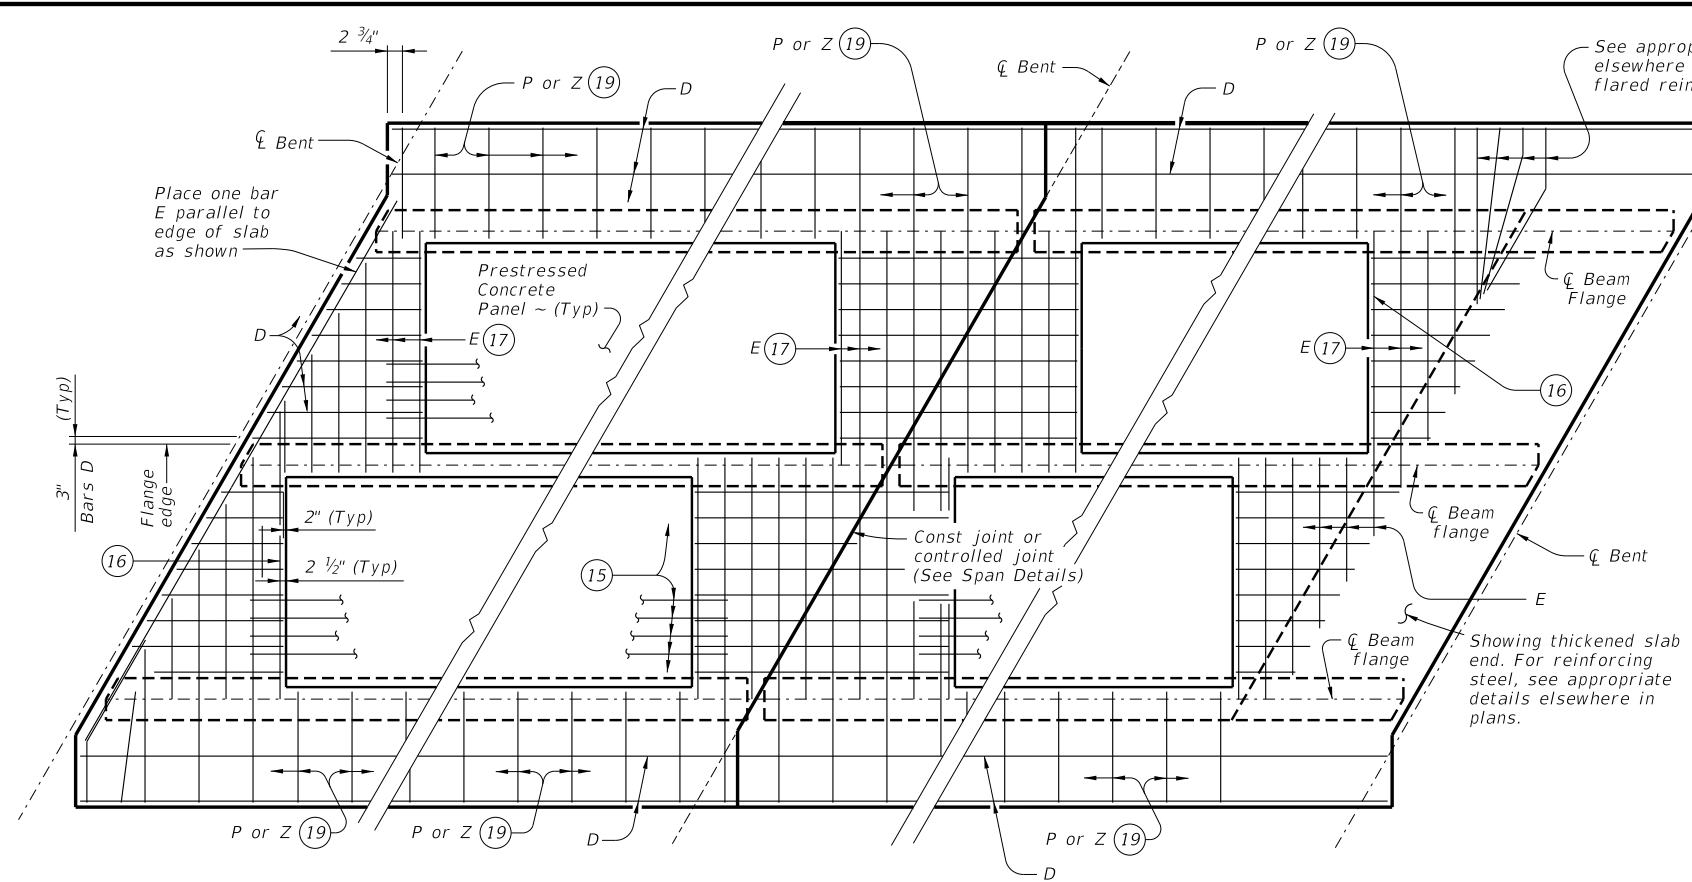 2 ¾"
P or Z 19
D
P or Z 19
℄ Bent
D
P or Z 19
See
elsewhere
flared
℄ Bent
Place one bar
E parallel to
edge of slab
as shown
Prestressed
Concrete
Panel ~ (Typ)
℄ Beam
Flange
D
E 17
E 17
E 17
16
(Typ)
3"
Bars D
Flange
edge
2" (Typ)
16
2 ½" (Typ)
15
Const joint or
controlled joint
(See Span Details)
℄ Beam
flange
℄ Bent
E
℄ Beam
flange
Showing thickened slab
end. For reinforcing
steel, see appropriate
details elsewhere in
plans.
P or Z 19
P or Z 19
D
P or Z 19
D